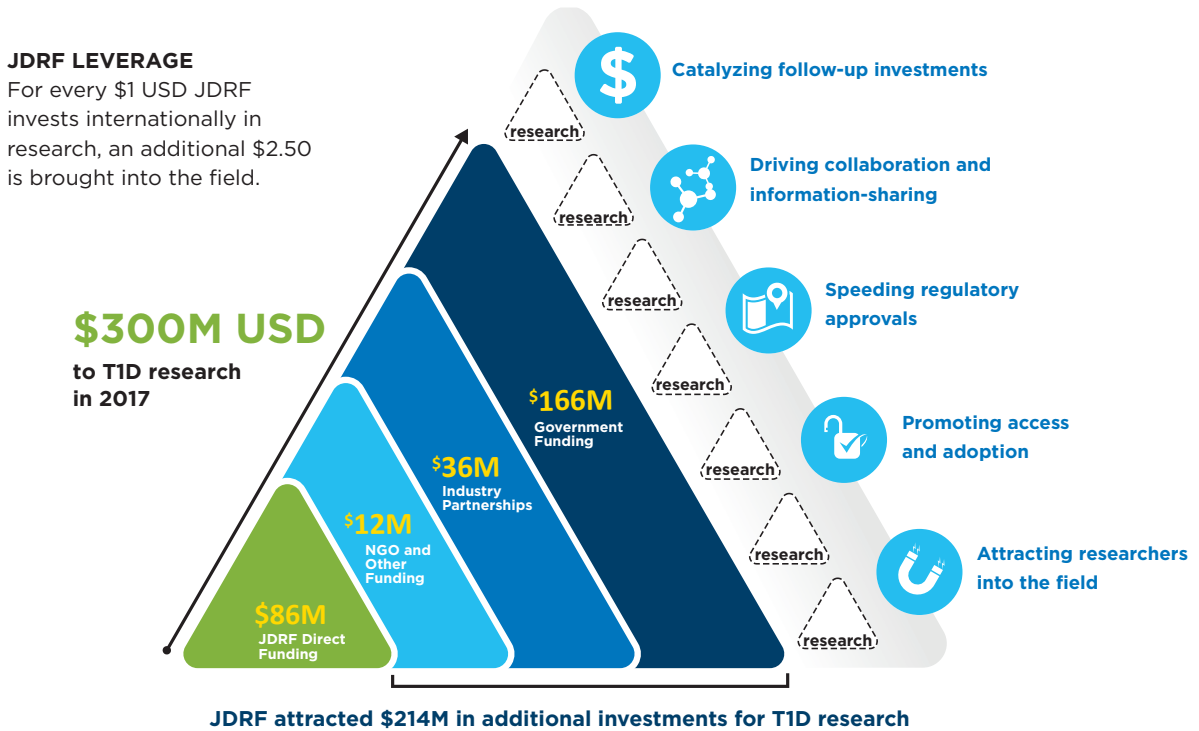 JDRF LEVERAGE
For every $1 USD JDRF
invests internationally in
research, an additional $2.50
is brought into the field.
$300M USD
to T1D research
in 2017
$86M
JDRF Direct
Funding
$12M
NGO and
Other
Funding
$36M
Industry
Partnerships
$166M
Government
Funding
research
research
research
research
research
research
research
$
Catalyzing follow-up investments
Driving collaboration and
information-sharing
Speeding regulatory
approvals
Promoting access
and adoption
Attracting researchers
into the field
JDRF attracted $214M in additional investments for T1D research